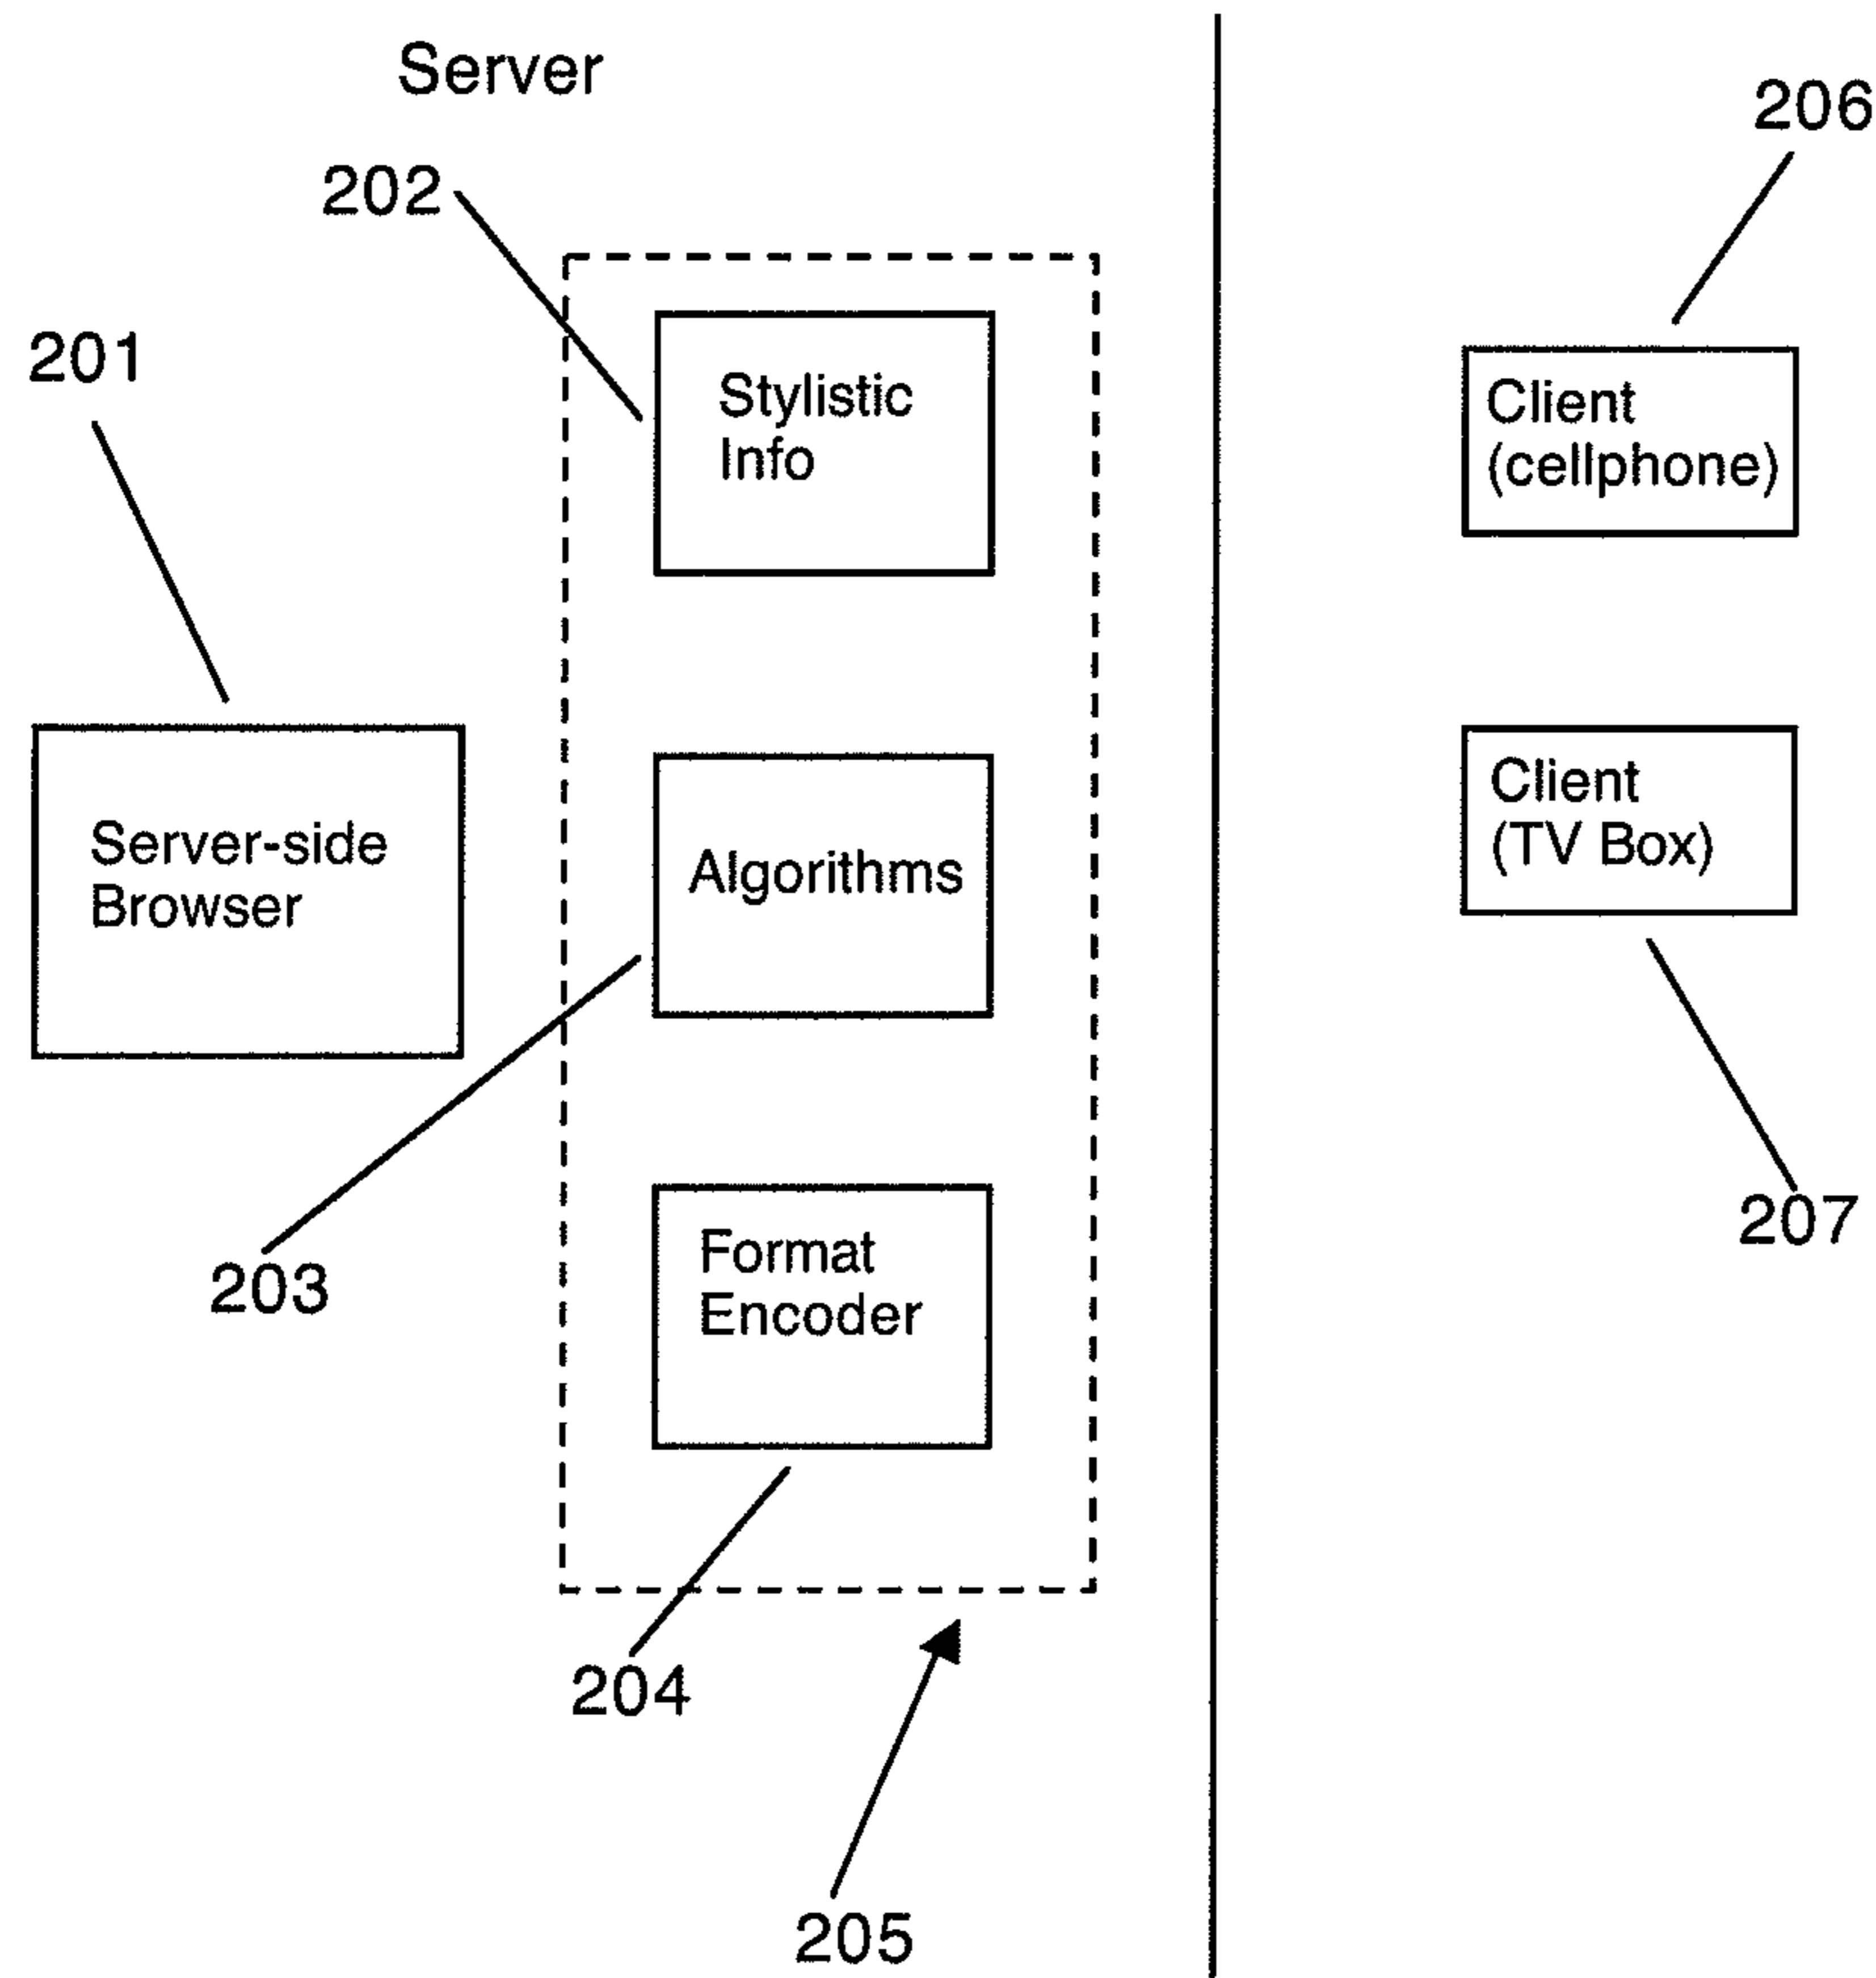 Server
206
202
201
Stylistic
Info
Client
(cellphone)
Server-side
Browser
Algorithms
Client
(TV Box)
203
Format
Encoder
207
204
205